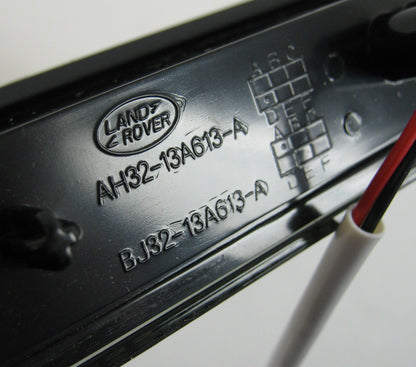 LAND
ROVER
AH32-13A613-A
BJ32-13A613-A
A B C
D E F
A B C
D E F